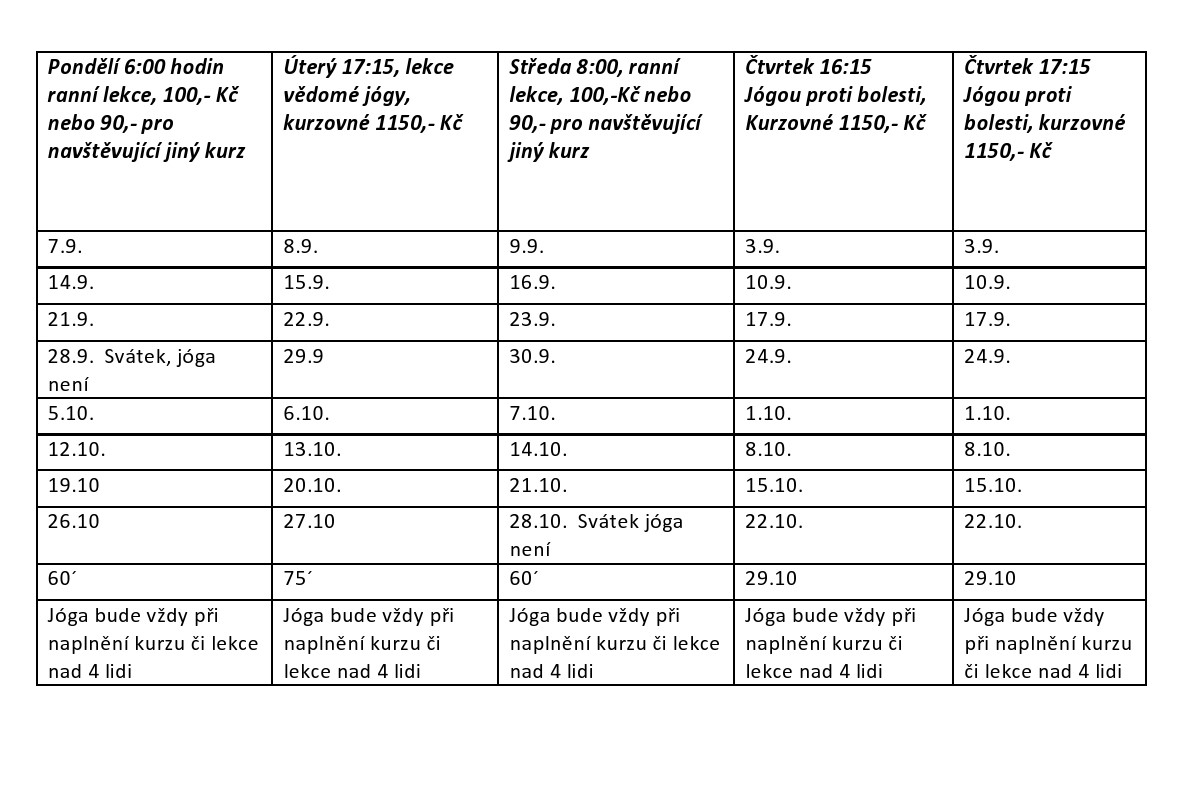 Pondělí 6:00 hodin
ranní lekce, 100,- Kč
nebo 90,- pro
navštěvující jiný kurz
Úterý 17:15, lekce
vědomé jógy,
kurzovné 1150,- Kč
Středa 8:00, ranní
lekce, 100,-Kč nebo
90,- pro navštěvující
jiný kurz
Čtvrtek 16:15
Jógou proti bolesti,
Kurzovné 1150,- Kč
Čtvrtek 17:15
Jógou proti
bolesti, kurzovné
1150,- Kč
7.9. 8.9. 9.9. 3.9. 3.9.
14.9. 15.9. 16.9. 10.9. 10.9.
21.9. 22.9. 23.9. 17.9. 17.9.
28.9. Svátek, jóga
není
29.9 30.9. 24.9. 24.9.
5.10. 6.10. 7.10. 1.10. 1.10.
12.10. 13.10. 14.10. 8.10. 8.10.
19.10 20.10. 21.10. 15.10. 15.10.
26.10 27.10
28.10. Svátek jóga
není
22.10. 22.10.
60´ 75´ 60´ 29.10 29.10
Jóga bude vždy při
naplnění kurzu či lekce
nad 4 lidi
Jóga bude vždy při
naplnění kurzu či
lekce nad 4 lidi
Jóga bude vždy při
naplnění kurzu či lekce
nad 4 lidi
Jóga bude vždy při
naplnění kurzu či
lekce nad 4 lidi
Jóga bude vždy
při naplnění kurzu
či lekce nad 4 lidi